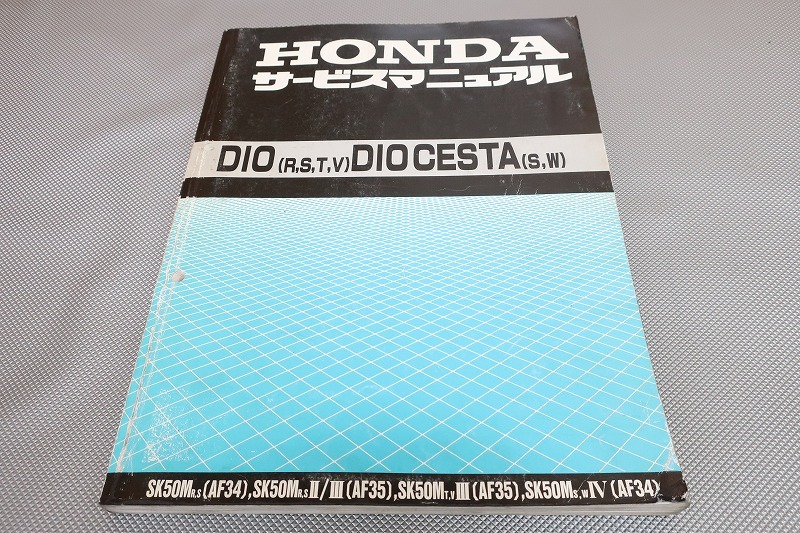 HONDA
サービスマニュアル
DIO(R,S,T,V)DIO CESTA(S,W)
SK50MR,S(AF34),SK50MR,SⅡ/Ⅲ(AF35),SK50MT,VⅢ(AF35),SK50MS,WⅣ(AF34)